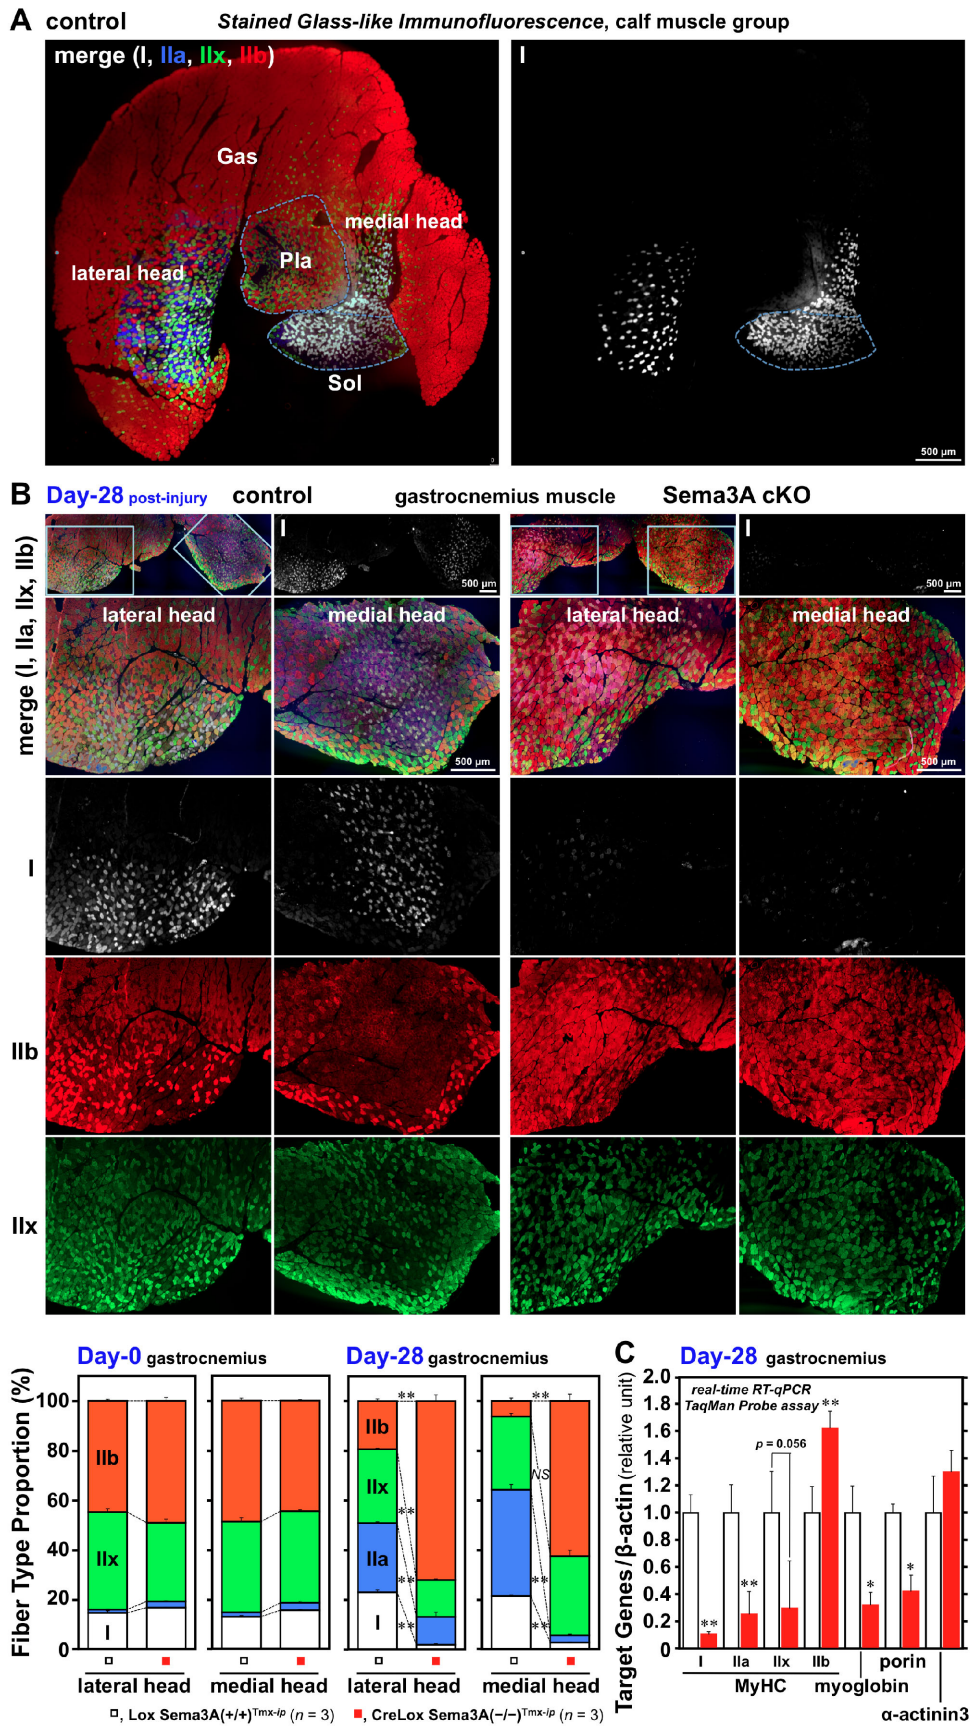 A control Stained Glass-like Immunofluorescence, calf muscle group
merge (I, IIa, IIx, IIb)
I
Gas
medial head
Pla
lateral head
Sol
500 µm
B Day-28 post-injury control gastrocnemius muscle Sema3A cKO
I
I
500 µm
500 µm
merge (I, IIa, IIx, IIb)
lateral head
medial head
lateral head
medial head
500 µm
500 µm
I
IIb
IIx
Day-0 gastrocnemius
Day-28 gastrocnemius
Fiber Type Proportion (%)
100
80
60
40
20
0
IIb
IIx
I
IIb
IIx
IIa
I
**
**
**
**
**
NS
**
**
lateral head
medial head
lateral head
medial head
, Lox Sema3A(+/+)Tmx-ip (n = 3)
, CreLox Sema3A(−/−)Tmx-ip (n = 3)
C Day-28 gastrocnemius
Target Genes/β-actin (relative unit)
2.0
1.8
1.6
1.4
1.2
1.0
0.8
0.6
0.4
0.2
0
real-time RT-qPCR
TaqMan Probe assay
**
p = 0.056
**
**
*
*
I
IIa
IIx
IIb
porin
MyHC
myoglobin
α-actinin3